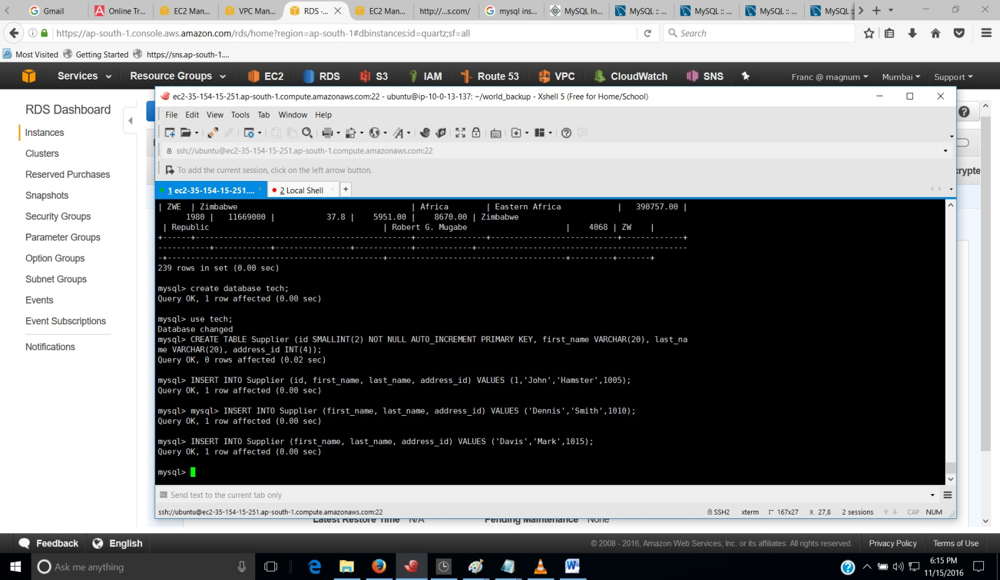 Gmail
Online Tr...
EC2 Man...
VPC Man...
RDS ·...
EC2 Man...
http://...s.com/
mysql ins...
MySQL In...
MySQL :: ...
MySQL :: ...
MySQL :: ...
MySQL ::
https://ap-south-1.console.aws.amazon.com/rds/home?region=ap-south-1#dbinstances:id=quartz;sf=all
Search
Most Visited
Getting Started
https://sns.ap-south-1....
Services
Resource Groups
EC2
RDS
S3
IAM
Route 53
VPC
CloudWatch
SNS
Franc @ magnum
Mumbai
Support
RDS Dashboard
Instances
Clusters
Reserved Purchases
Snapshots
Security Groups
Parameter Groups
Option Groups
Subnet Groups
Events
Event Subscriptions
Notifications
ec2-35-154-15-251.ap-south-1.compute.amazonaws.com:22 - ubuntu@ip-10-0-13-137: ~/world_backup - Xshell 5 (Free for Home/School)
File Edit View Tools Tab Window Help
ssh://ubuntu@ec2-35-154-15-251.ap-south-1.compute.amazonaws.com:22
To add the current session, click on the left arrow button.
crypte
1 ec2-35-154-15-251....
2 Local Shell
+
| ZWE | Zimbabwe | Africa | Eastern Africa | 390757.00 |
1980 | 11669000 | 37.8 | 5951.00 | 8670.00 | Zimbabwe
| Republic | Robert G. Mugabe | 4068 | ZW |
239 rows in set (0.00 sec)
mysql> create database tech;
Query OK, 1 row affected (0.00 sec)
mysql> use tech;
Database changed
mysql> CREATE TABLE Supplier (id SMALLINT(2) NOT NULL AUTO_INCREMENT PRIMARY KEY, first_name VARCHAR(20), last_na
me VARCHAR(20), address_id INT(4));
Query OK, 0 rows affected (0.02 sec)
mysql> INSERT INTO Supplier (id, first_name, last_name, address_id) VALUES (1,'John','Hamster',1005);
Query OK, 1 row affected (0.00 sec)
mysql> mysql> INSERT INTO Supplier (first_name, last_name, address_id) VALUES ('Dennis','Smith',1010);
Query OK, 1 row affected (0.00 sec)
mysql> INSERT INTO Supplier (first_name, last_name, address_id) VALUES ('Davis','Mark',1015);
Query OK, 1 row affected (0.00 sec)
mysql>
Send text to the current tab only
ssh://ubuntu@ec2-35-154-15-251.ap-south-1.compute.amazonaws.com:22
SSH2
xterm
167x27
27,8
2 sessions
CAP
NUM
Latest Restore Time N/A
Pending Maintenance None
Feedback
English
© 2008 - 2016, Amazon Web Services, Inc. or its affiliates. All rights reserved.
Privacy Policy
Terms of Use
Ask me anything
6:15 PM
11/15/2016